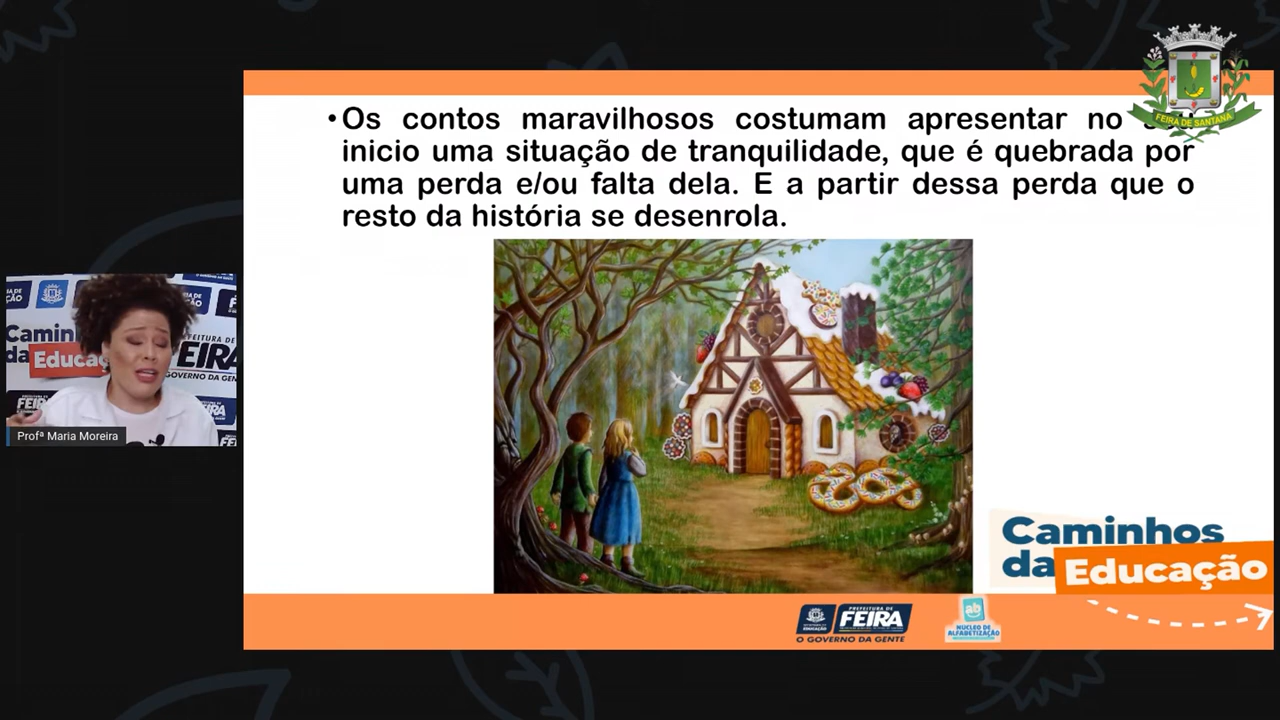 FEIRA DE SANTANA
• Os contos maravilhosos costumam apresentar no
inicio uma situação de tranquilidade, que é quebrada por
uma perda e/ou falta dela. E a partir dessa perda que o
resto da história se desenrola.
Profª Maria Moreira
Caminhos
da Educação
PREFEITURA DE
FEIRA
O GOVERNO DA GENTE
EDUCAÇÃO
ab
NÚCLEO DE
ALFABETIZAÇÃO